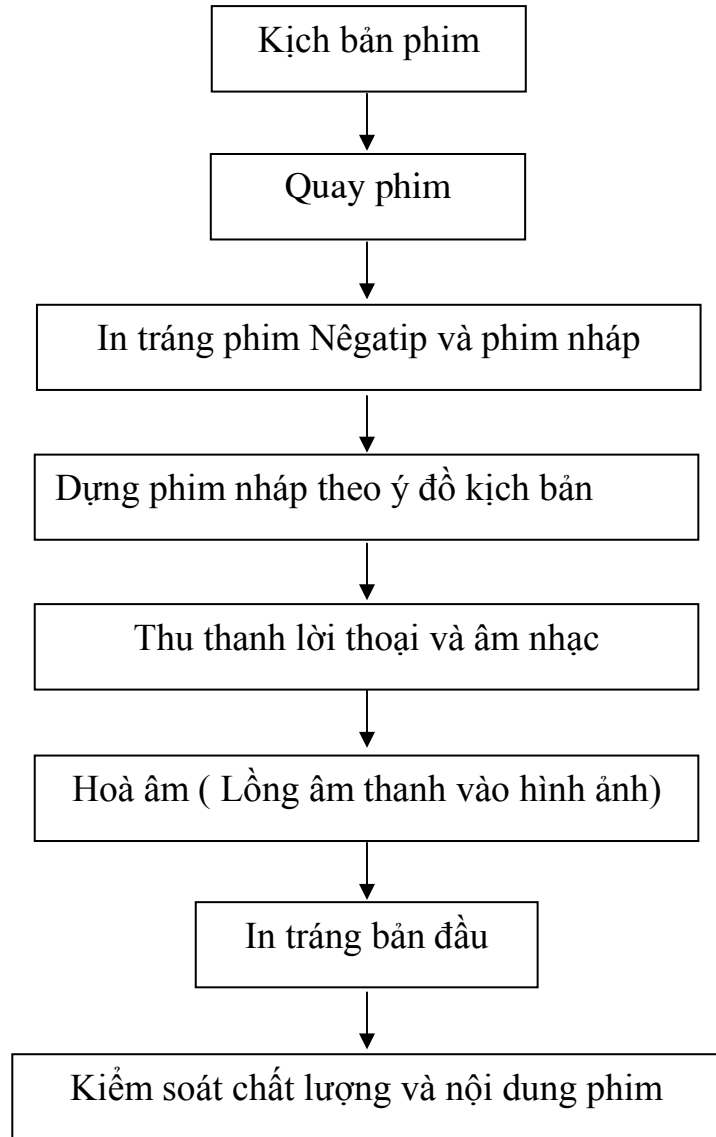 Kịch bản phim
Quay phim
In tráng phim Nêgatip và phim nháp
Dựng phim nháp theo ý đồ kịch bản
Thu thanh lời thoại và âm nhạc
Hoà âm ( Lồng âm thanh vào hình ảnh)
In tráng bản đầu
Kiểm soát chất lượng và nội dung phim